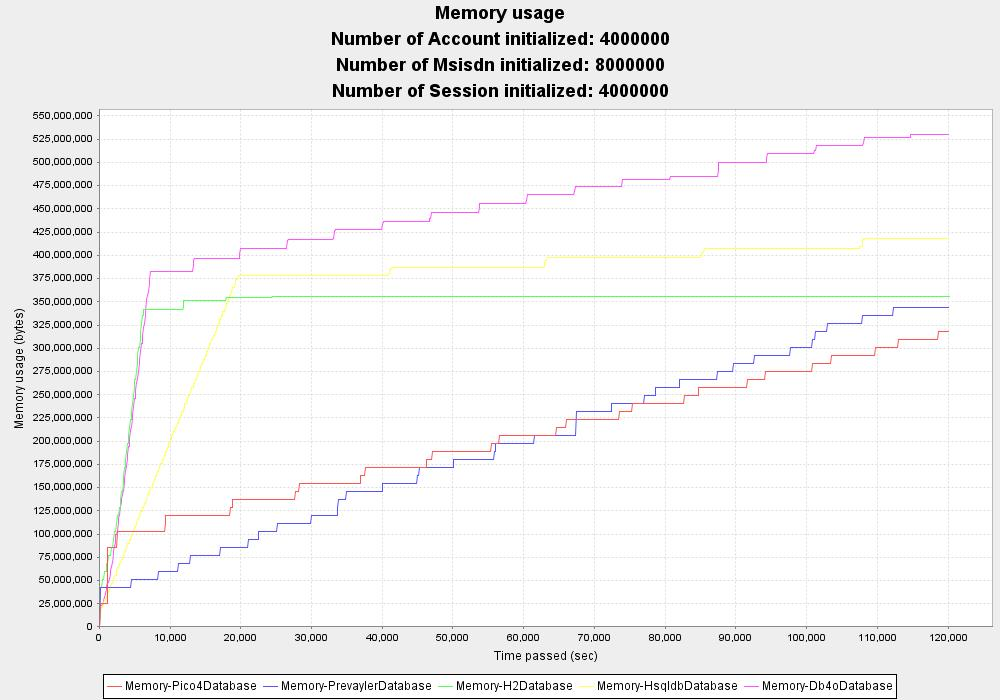 Memory usage
Number of Account initialized: 4000000
Number of Msisdn initialized: 8000000
Number of Session initialized: 4000000
550,000,000
525,000,000
500,000,000
475,000,000
450,000,000
425,000,000
400,000,000
375,000,000
350,000,000
325,000,000
300,000,000
275,000,000
250,000,000
225,000,000
200,000,000
175,000,000
150,000,000
125,000,000
100,000,000
75,000,000
50,000,000
25,000,000
0
Memory usage (bytes)
0 10,000 20,000 30,000 40,000 50,000 60,000 70,000 80,000 90,000 100,000 110,000 120,000
Time passed (sec)
Memory-Pico4Database Memory-PrevaylerDatabase Memory-H2Database Memory-HsqldbDatabase Memory-Db4oDatabase